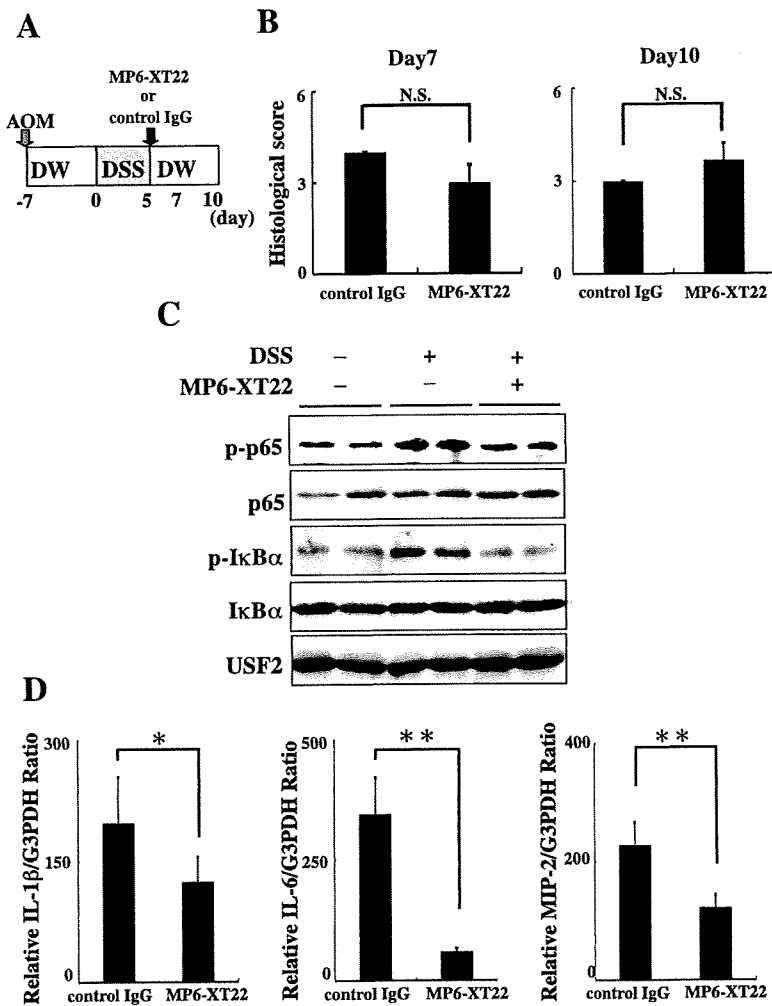 A
MP6-XT22
or
control IgG
AOM
DW DSS DW
-7 0 5 7 10
(day)
B
Day7
Day10
Histological score
6
3
0
N.S.
control IgG MP6-XT22
6
3
0
N.S.
control IgG MP6-XT22
C
DSS − + +
MP6-XT22 − − +
p-p65
p65
p-IκBα
IκBα
USF2
D
Relative IL-1β/G3PDH Ratio
300
150
0
*
control IgG MP6-XT22
Relative IL-6/G3PDH Ratio
500
250
0
**
control IgG MP6-XT22
Relative MIP-2/G3PDH Ratio
400
200
0
**
control IgG MP6-XT22